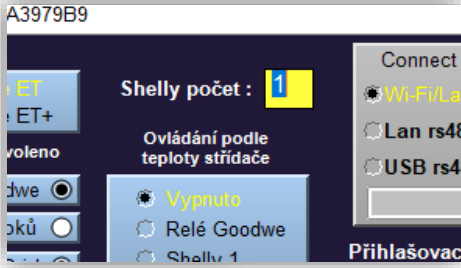 A3979B9
Connect
Shelly počet : 1
ET
Wi-Fi/La
ET+
Lan rs48
voleno
Ovládání podle
teploty střídače
USB rs4
dwe
Vypnuto
oků
Relé Goodwe
Shelly 1
Přihlašovac